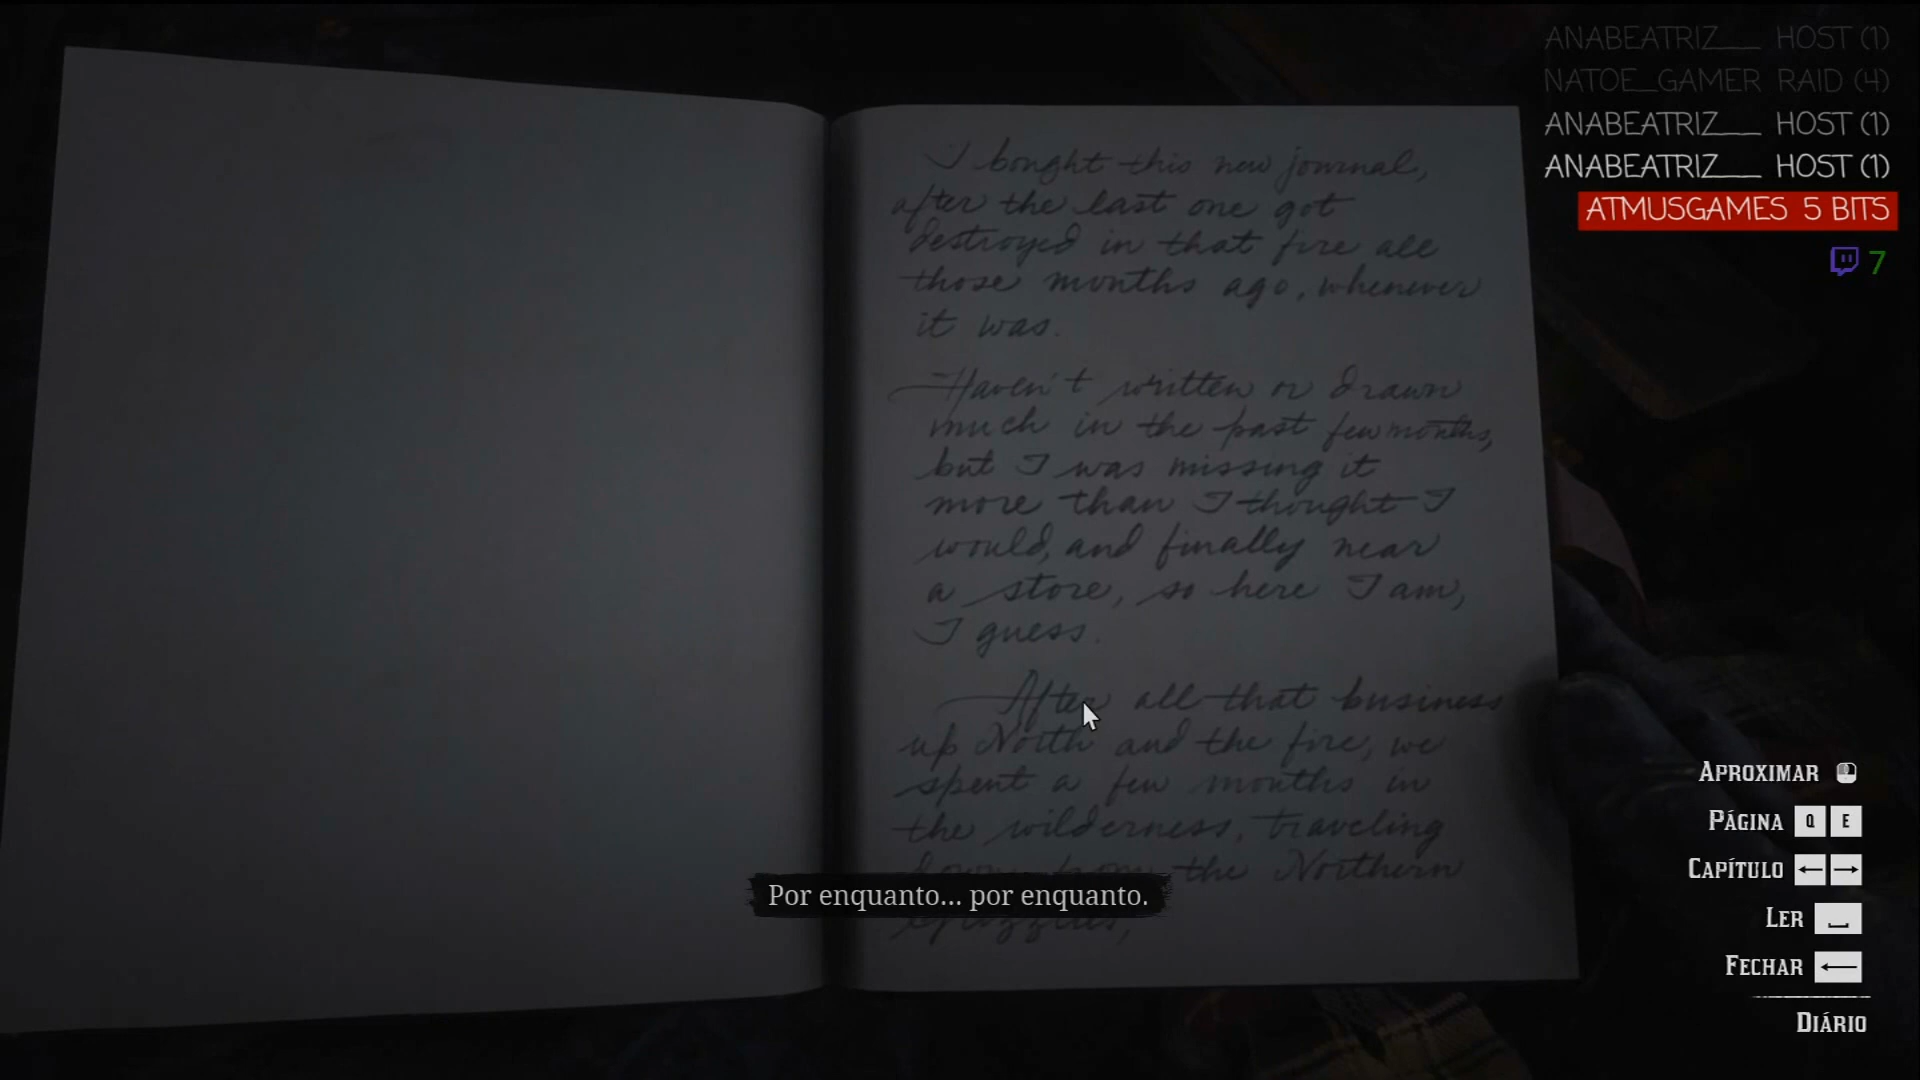 ANABEATRIZ___ HOST (1)
NATOE_GAMER RAID (4)
ANABEATRIZ___ HOST (1)
ANABEATRIZ___ HOST (1)
ATMUSGAMES 5 BITS
7
I bought this new journal,
after the last one got
destroyed in that fire all
those months ago, whenever
it was.
Haven't written or drawn
much in the past few months,
but I was missing it
more than I thought I
would, and finally near
a store, so here I am,
I guess.
After all that business
up North and the fire, we
spent a few months in
the wilderness, traveling
down from the Northern
Por enquanto... por enquanto.
APROXIMAR
PÁGINA Q E
CAPÍTULO ← →
LER
FECHAR ←
DIÁRIO